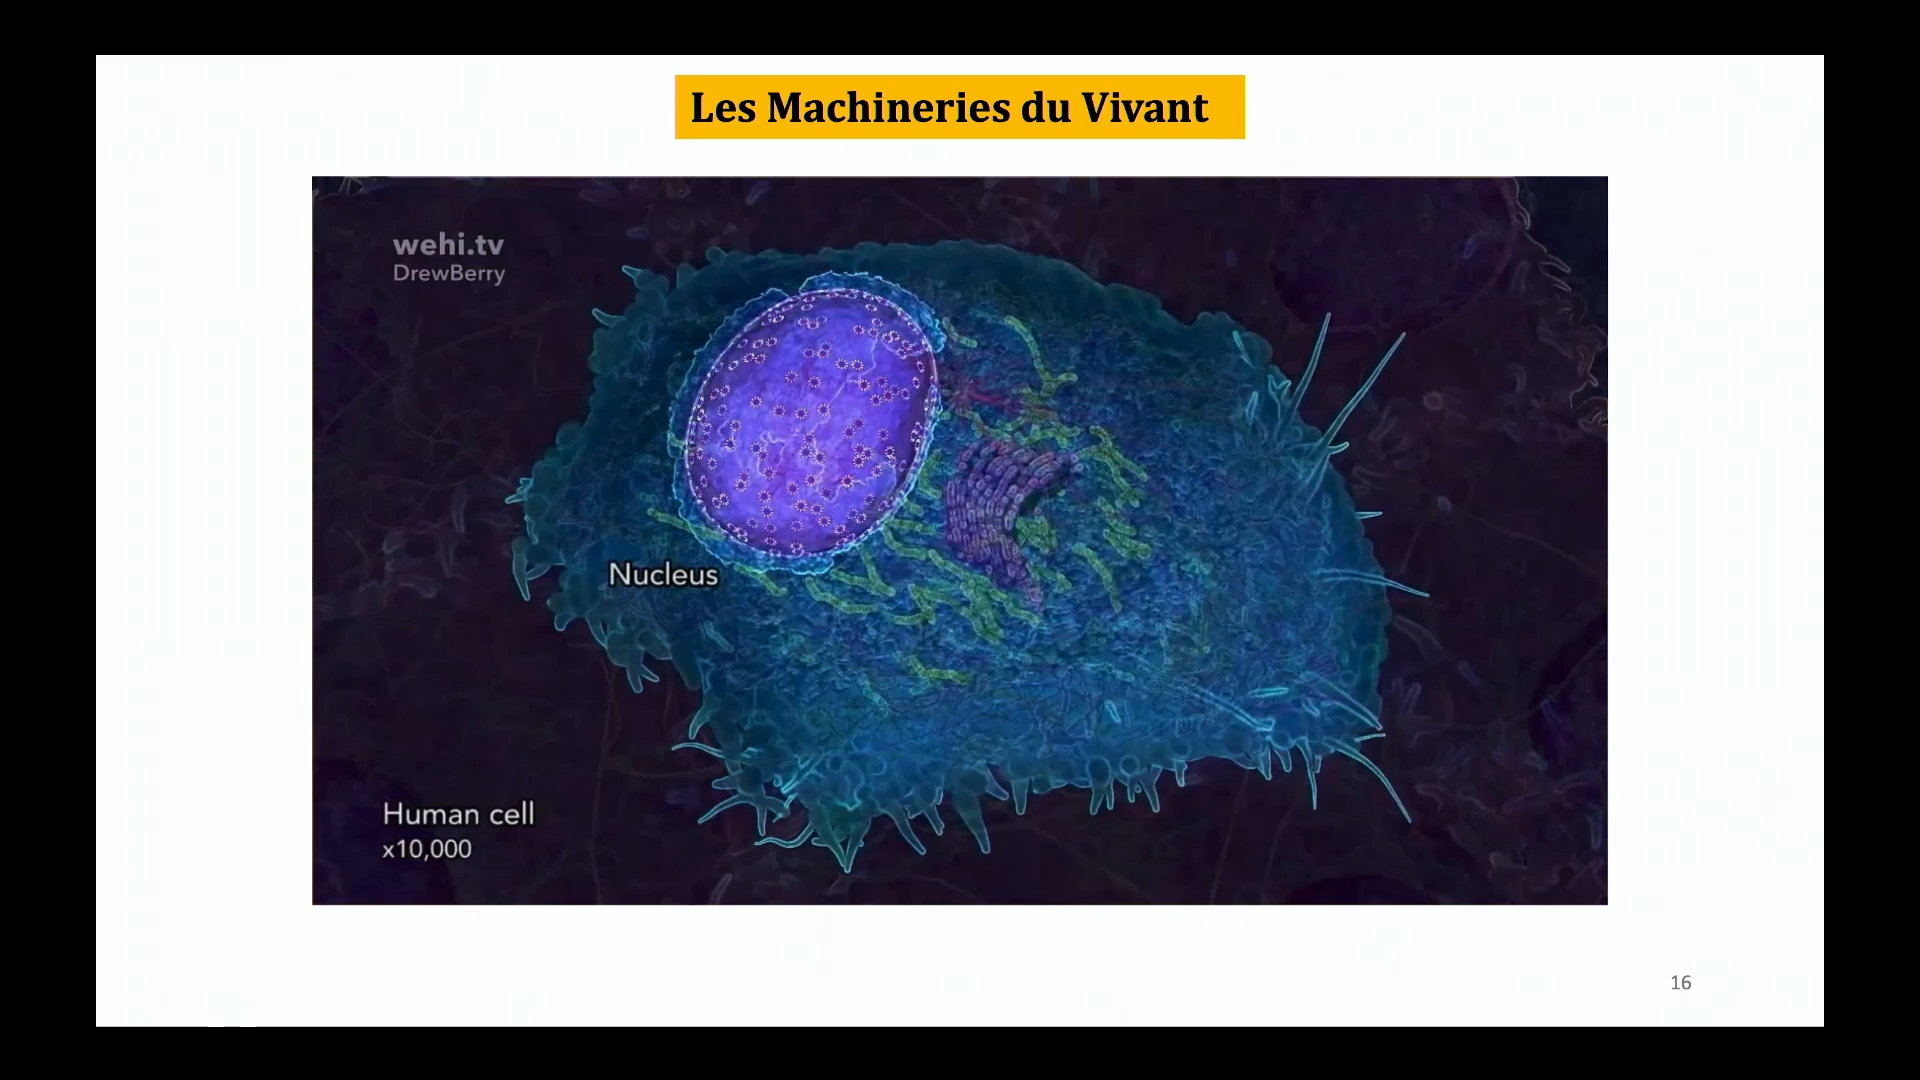 Les Machineries du Vivant
wehi.tv
DrewBerry
Nucleus
Human cell
x10,000
16